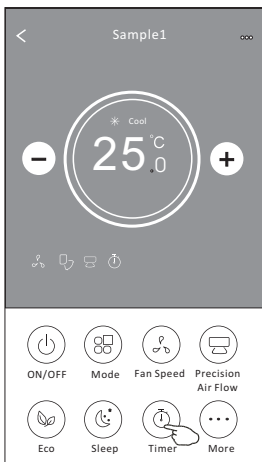 Sample1
Cool
25.0°C
ON/OFF
Mode
Fan Speed
Precision
Air Flow
Eco
Sleep
Timer
More